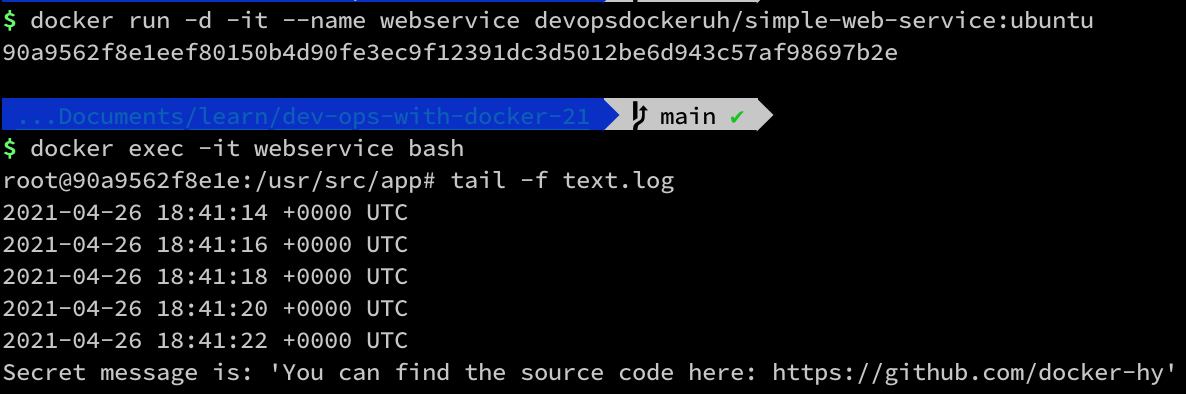 $ docker run -d -it --name webservice devopsdockeruh/simple-web-service:ubuntu
90a9562f8e1eef80150b4d90fe3ec9f12391dc3d5012be6d943c57af98697b2e
...Documents/learn/dev-ops-with-docker-21 main ✔
$ docker exec -it webservice bash
root@90a9562f8e1e:/usr/src/app# tail -f text.log
2021-04-26 18:41:14 +0000 UTC
2021-04-26 18:41:16 +0000 UTC
2021-04-26 18:41:18 +0000 UTC
2021-04-26 18:41:20 +0000 UTC
2021-04-26 18:41:22 +0000 UTC
Secret message is: 'You can find the source code here: https://github.com/docker-hy'